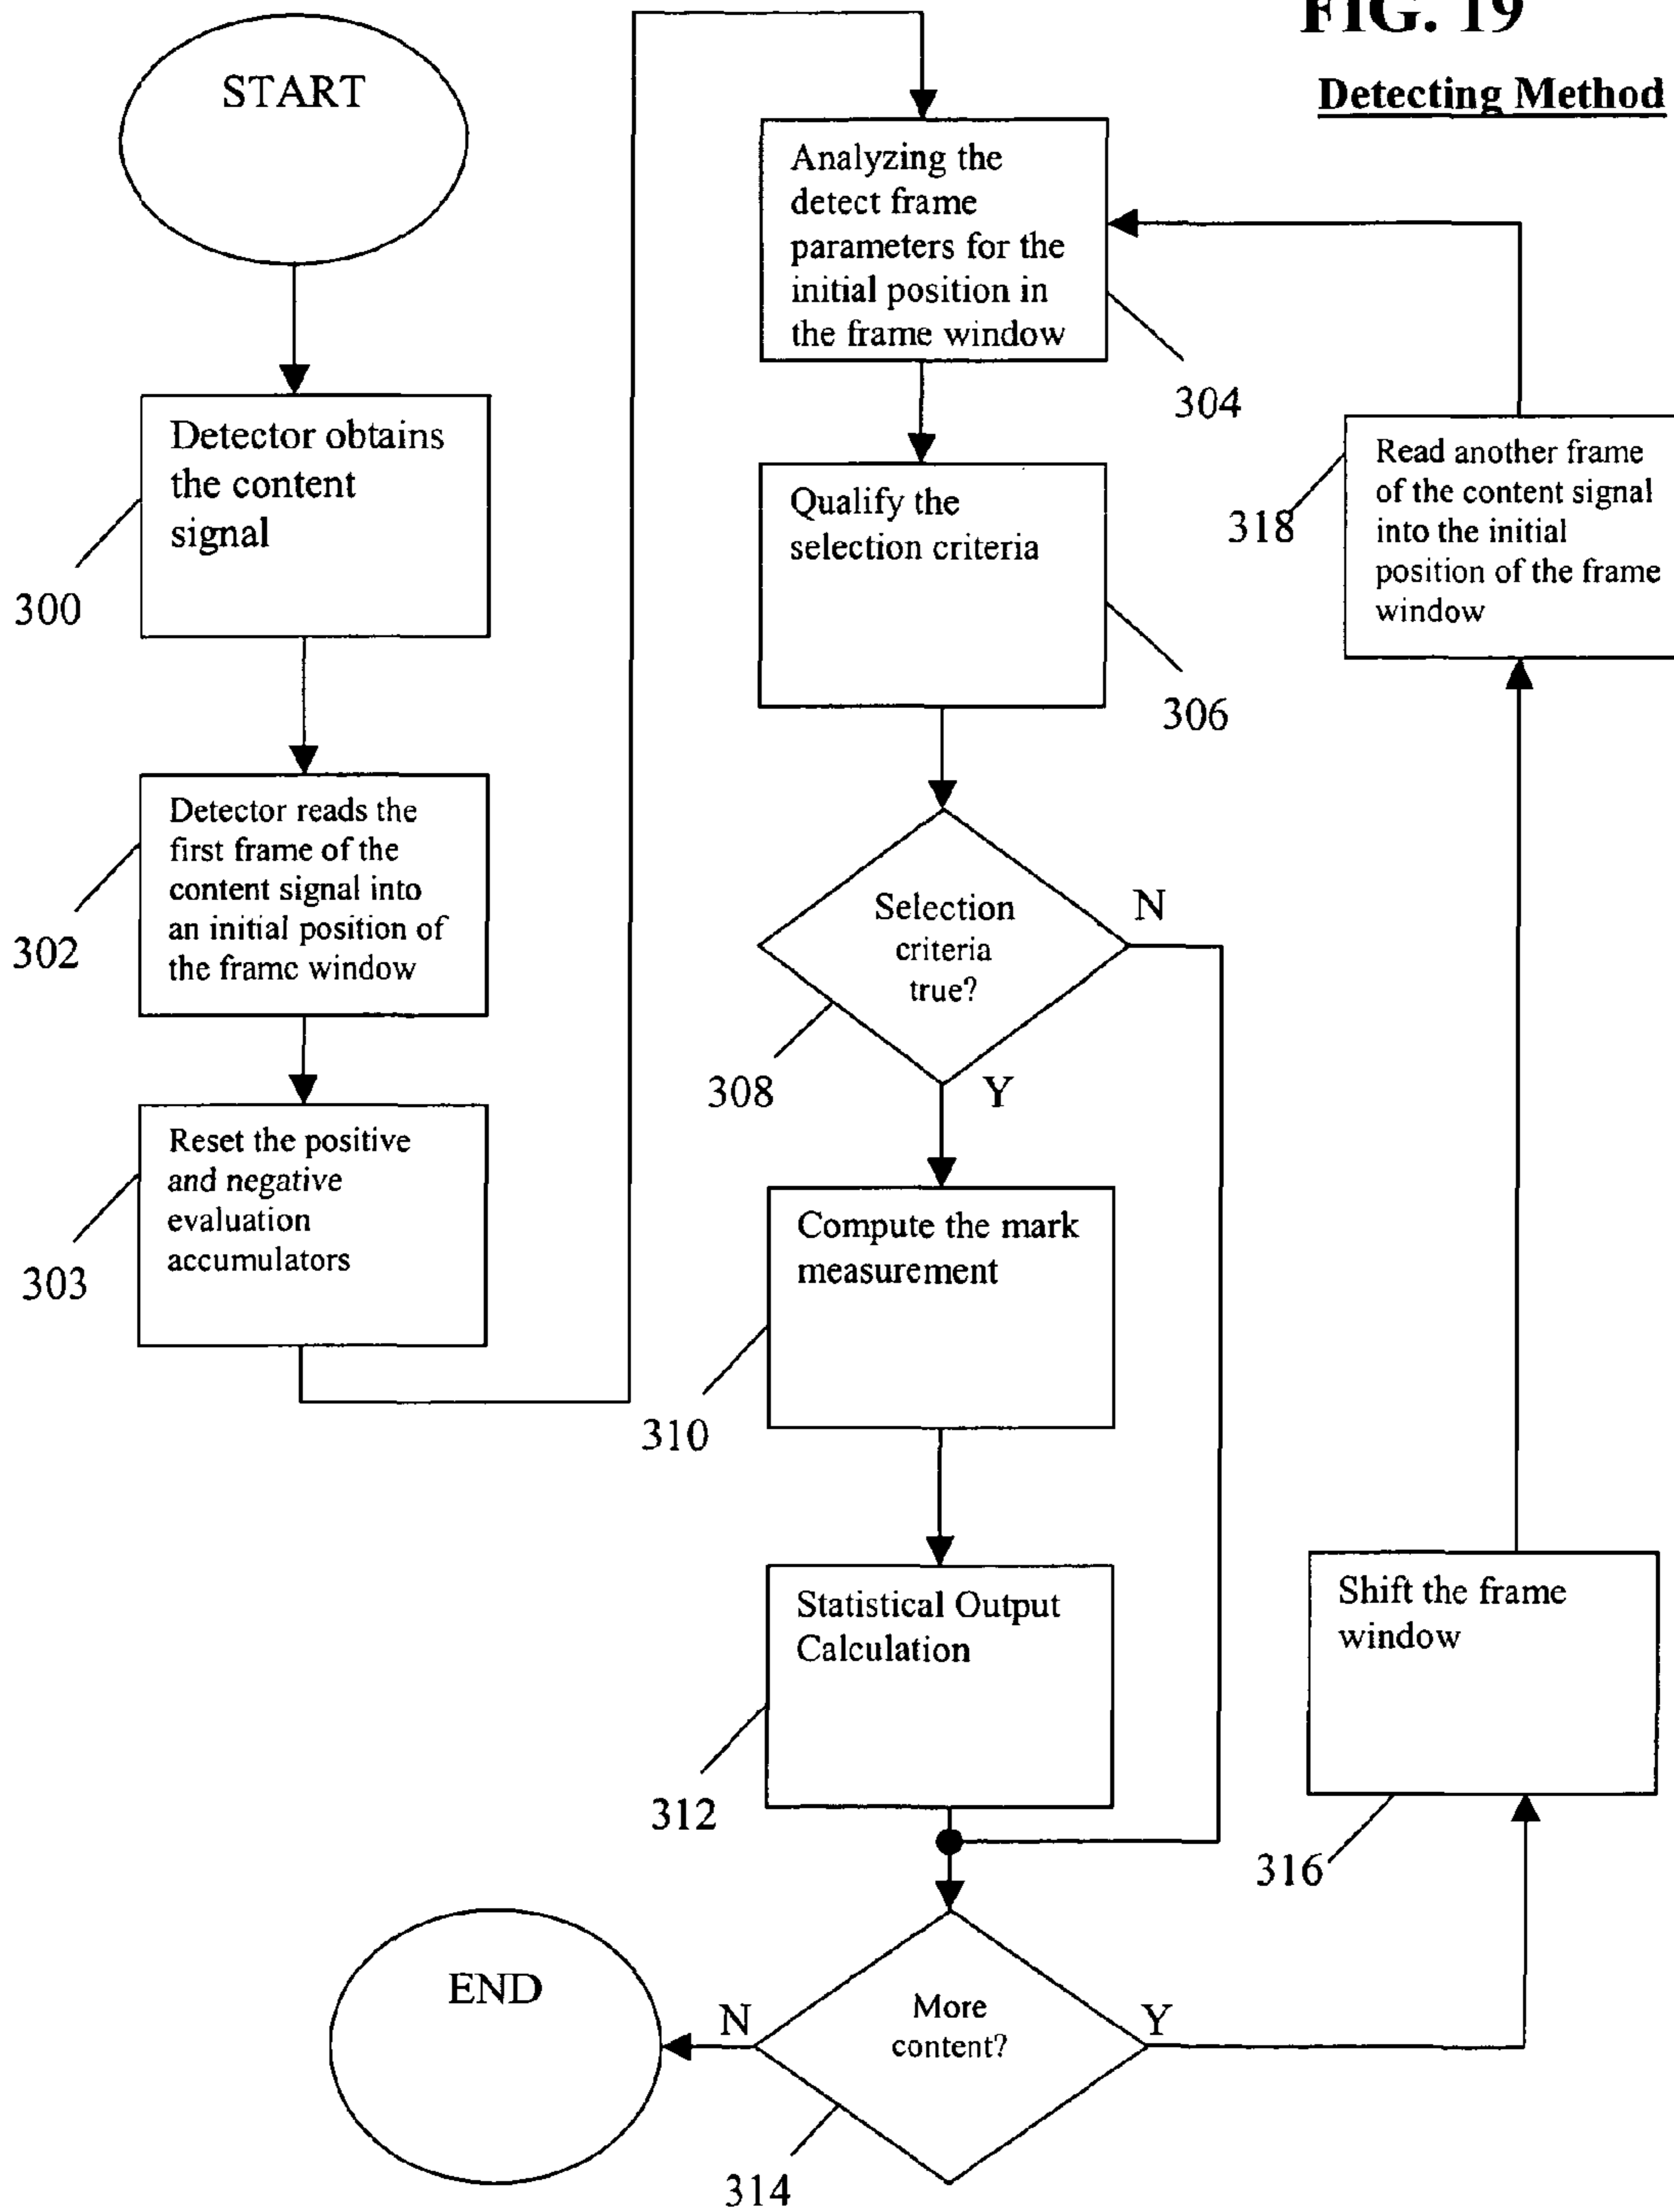 FIG. 19
Detecting Method
START
Detector obtains
the content
signal
300
Detector reads the
first frame of the
content signal into
an initial position of
the frame window
302
Reset the positive
and negative
evaluation
accumulators
303
Analyzing the
detect frame
parameters for the
initial position in
the frame window
304
Qualify the
selection criteria
306
Selection
criteria
true?
N
Y
308
Compute the mark
measurement
310
Statistical Output
Calculation
312
More
content?
N
Y
314
END
Shift the frame
window
316
Read another frame
of the content signal
into the initial
position of the frame
window
318